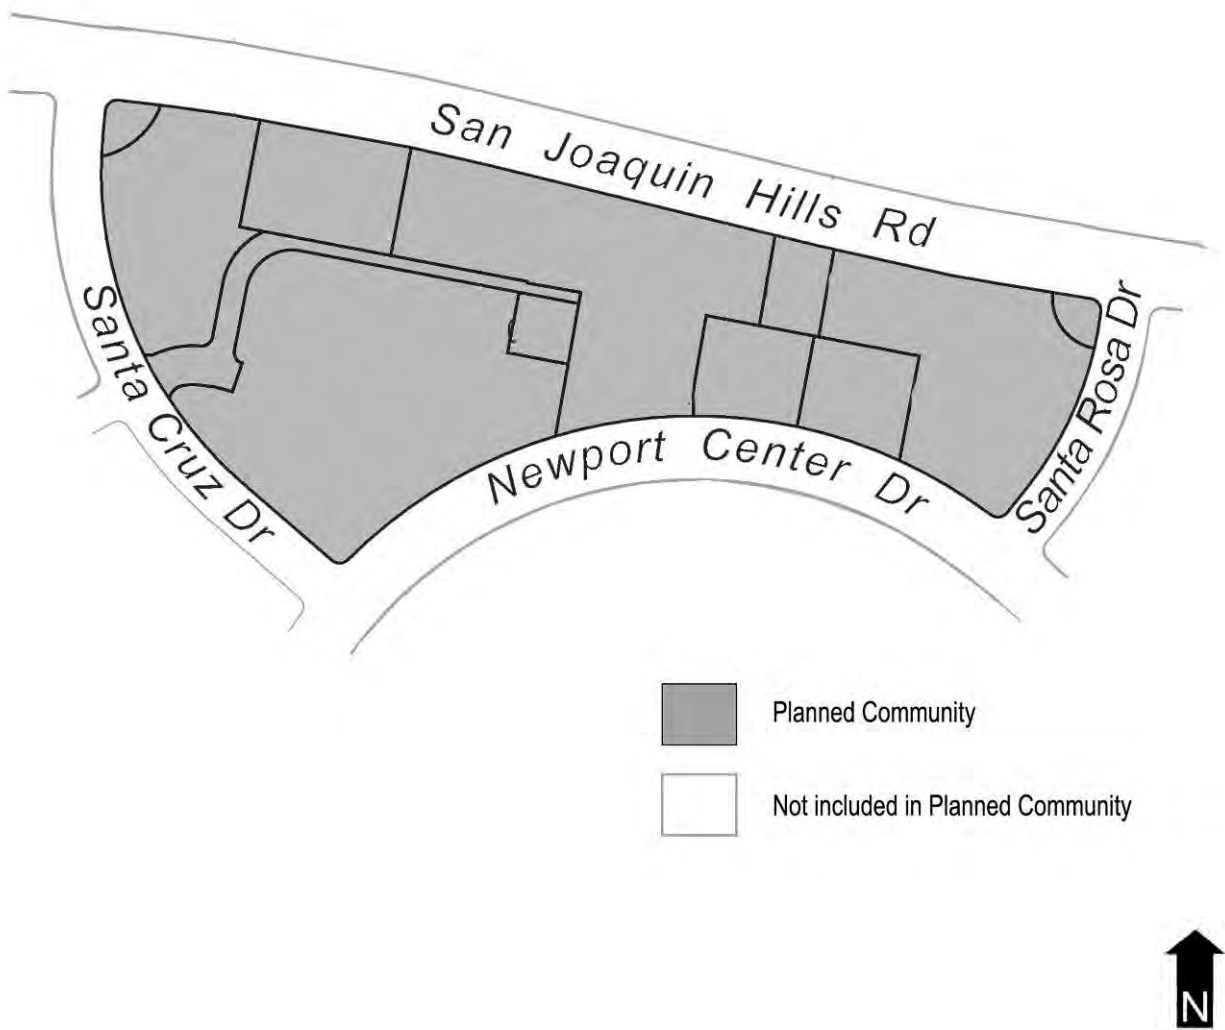 San Joaquin Hills Rd
Santa Cruz Dr
Newport Center Dr
Santa Rosa Dr
Planned Community
Not included in Planned Community
N